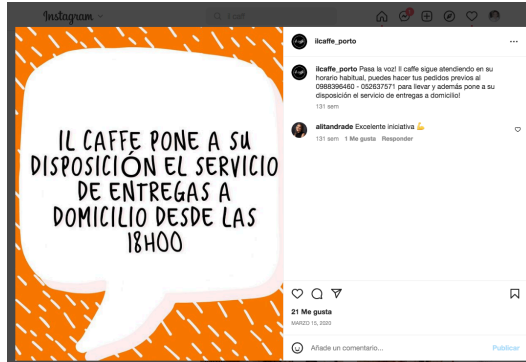 Instagram
IL CAFFE PONE A SU
DISPOSICIÓN EL SERVICIO
DE ENTREGAS A
DOMICILIO DESDE LAS
18H00
ilcaffe_porto
ilcaffe_porto Pasa la voz! Il caffe sigue atendiendo en su
horario habitual, puedes hacer tus pedidos previos al
0988396460 - 052637571 para llevar y además pone a su
disposición el servicio de entregas a domicilio!
131 sem
alitandrade Excelente iniciativa 💪
131 sem 1 Me gusta Responder
21 Me gusta
MARZO 15, 2020
Añade un comentario...
Publicar